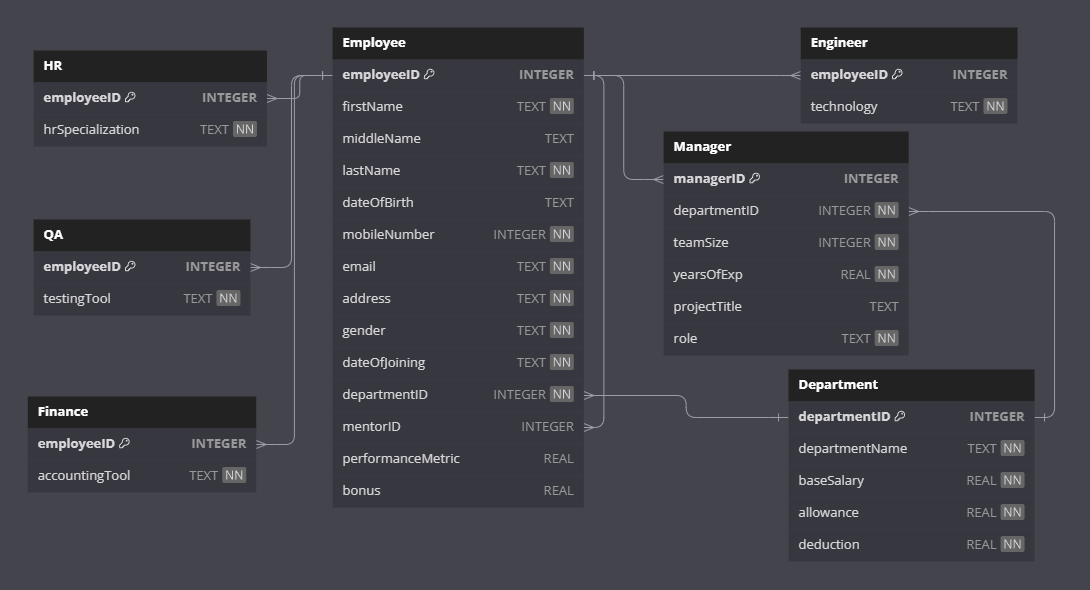 HR
employeeID INTEGER
hrSpecialization TEXT NN
QA
employeeID INTEGER
testingTool TEXT NN
Finance
employeeID INTEGER
accountingTool TEXT NN
Employee
employeeID INTEGER
firstName TEXT NN
middleName TEXT
lastName TEXT NN
dateOfBirth TEXT
mobileNumber INTEGER NN
email TEXT NN
address TEXT NN
gender TEXT NN
dateOfJoining TEXT NN
departmentID INTEGER NN
mentorID INTEGER
performanceMetric REAL
bonus REAL
Engineer
employeeID INTEGER
technology TEXT NN
Manager
managerID INTEGER
departmentID INTEGER NN
teamSize INTEGER NN
yearsOfExp REAL NN
projectTitle TEXT
role TEXT NN
Department
departmentID INTEGER
departmentName TEXT NN
baseSalary REAL NN
allowance REAL NN
deduction REAL NN